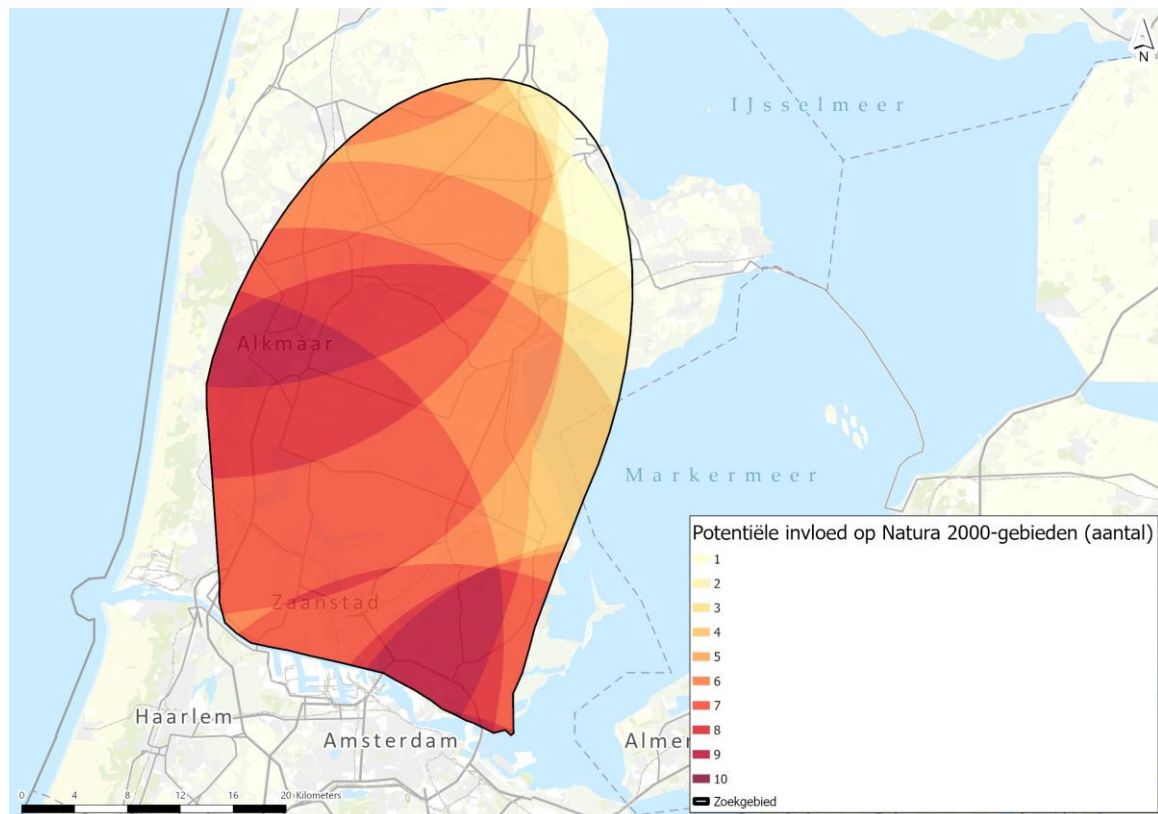 N
IJsselmeer
Alkmaar
Markermeer
Potentiële invloed op Natura 2000-gebieden (aantal)
1
2
3
4
5
6
7
8
9
10
Zoekgebied
Zaanstad
Haarlem
Amsterdam
Almer
0 4 8 12 16 20 Kilometers